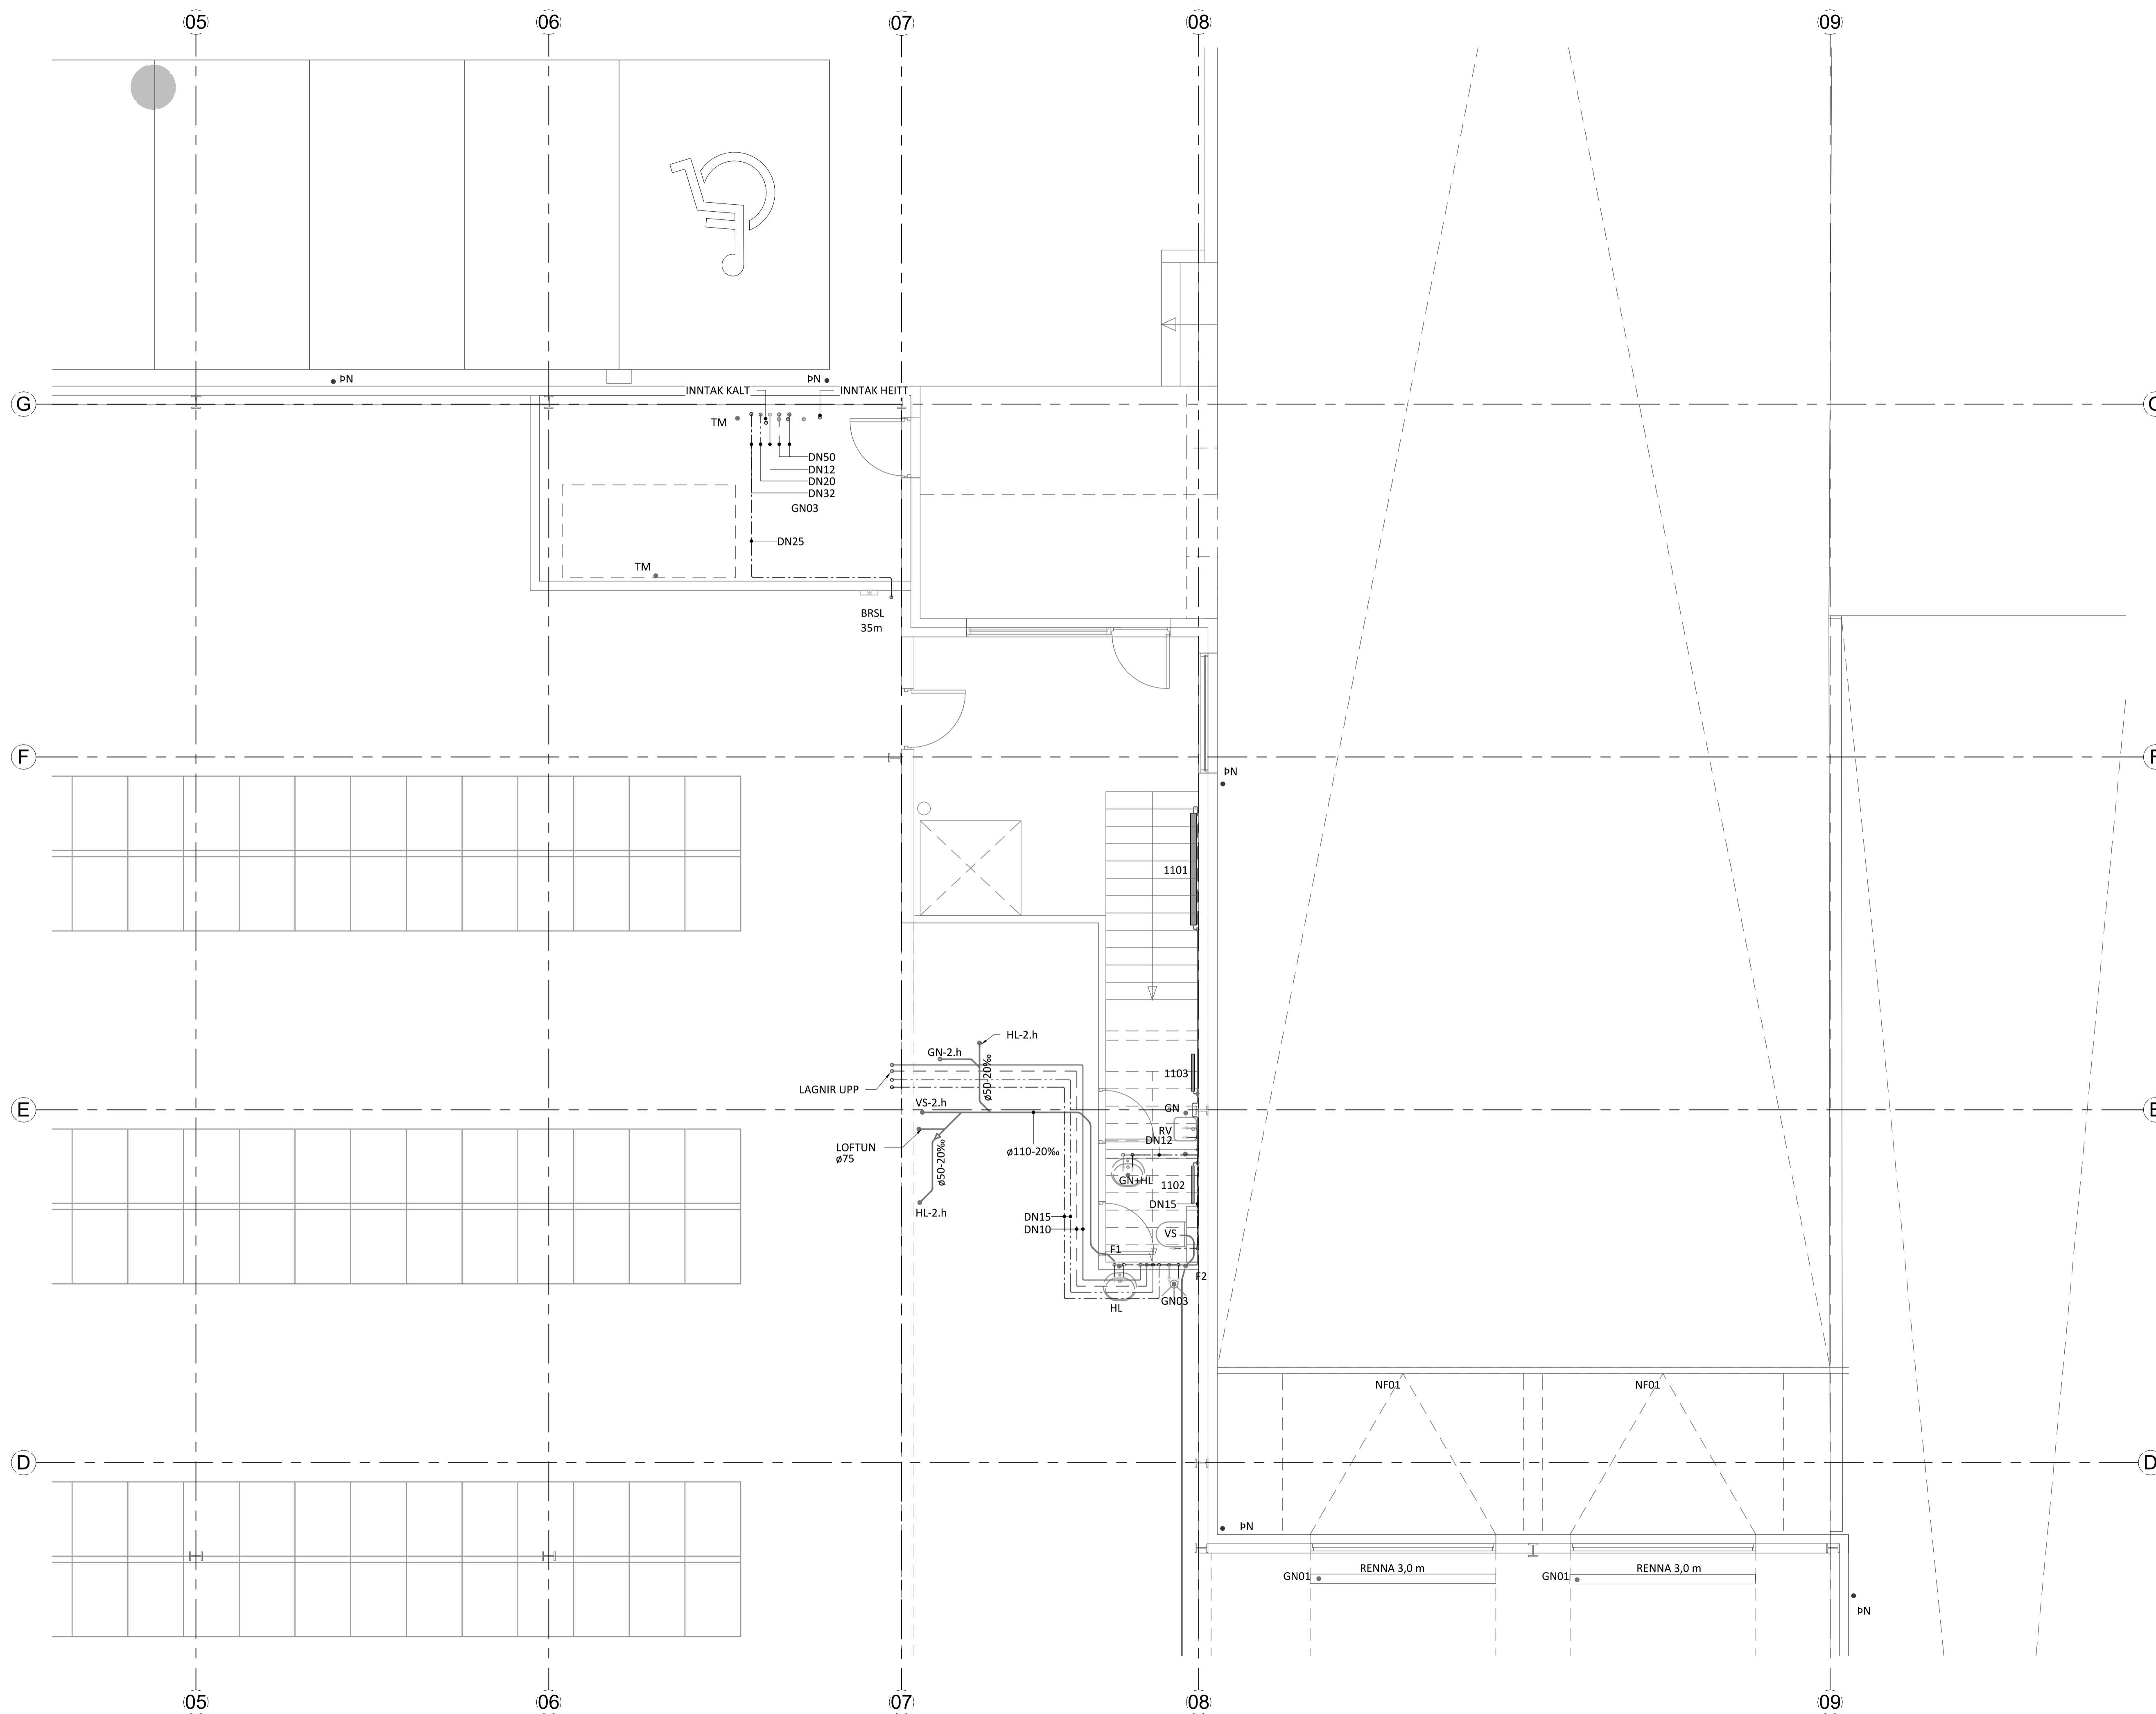 05
06
07
08
09
ÞN
ÞN
INNTAK KALT
INNTAK HEITT
G
TM
DN50
DN12
DN20
DN32
GN03
DN25
TM
BRSL
35m
F
F
ÞN
1101
HL-2.h
GN-2.h
ø50-20‰
1103
LAGNIR UPP
VS-2.h
E
GN
RV
DN12
LOFTUN
ø75
ø110-20‰
ø50-20‰
GN+HL
1102
DN15
HL-2.h
DN15
DN10
VS
F1
F2
GN03
HL
NF01
NF01
D
D
ÞN
RENNA 3,0 m
RENNA 3,0 m
GN01
GN01
ÞN
05
06
07
08
09